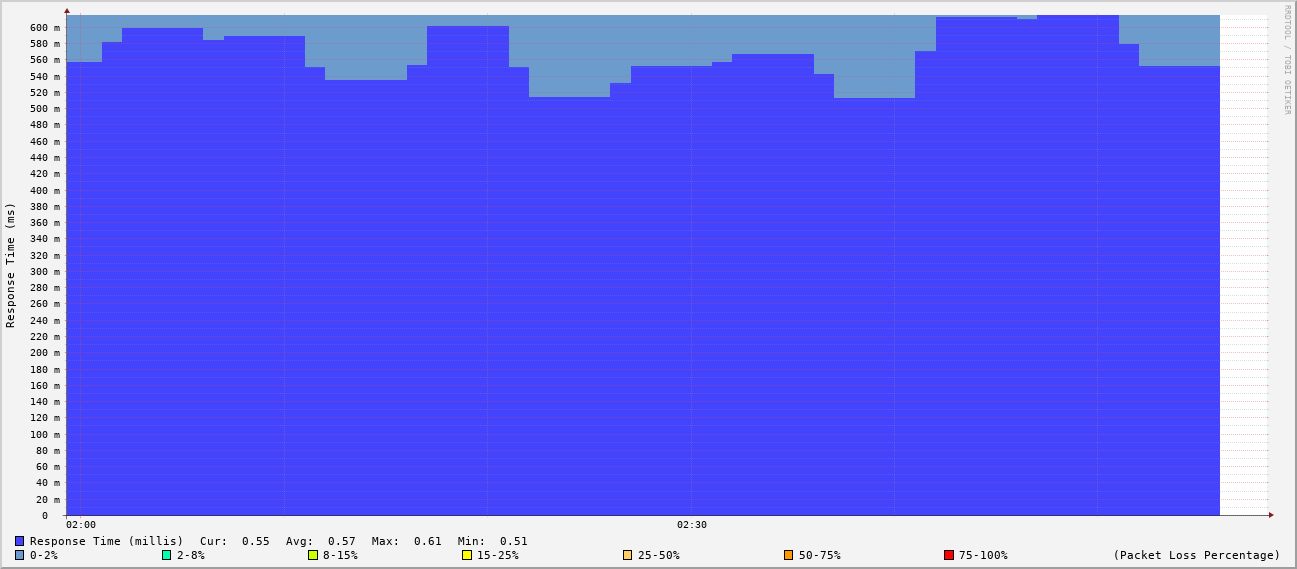 RRDTOOL / TOBI OETIKER
Response Time (ms)
600 m
580 m
560 m
540 m
520 m
500 m
480 m
460 m
440 m
420 m
400 m
380 m
360 m
340 m
320 m
300 m
280 m
260 m
240 m
220 m
200 m
180 m
160 m
140 m
120 m
100 m
80 m
60 m
40 m
20 m
0
02:00 02:30
Response Time (millis) Cur: 0.55 Avg: 0.57 Max: 0.61 Min: 0.51
0-2% 2-8% 8-15% 15-25% 25-50% 50-75% 75-100% (Packet Loss Percentage)